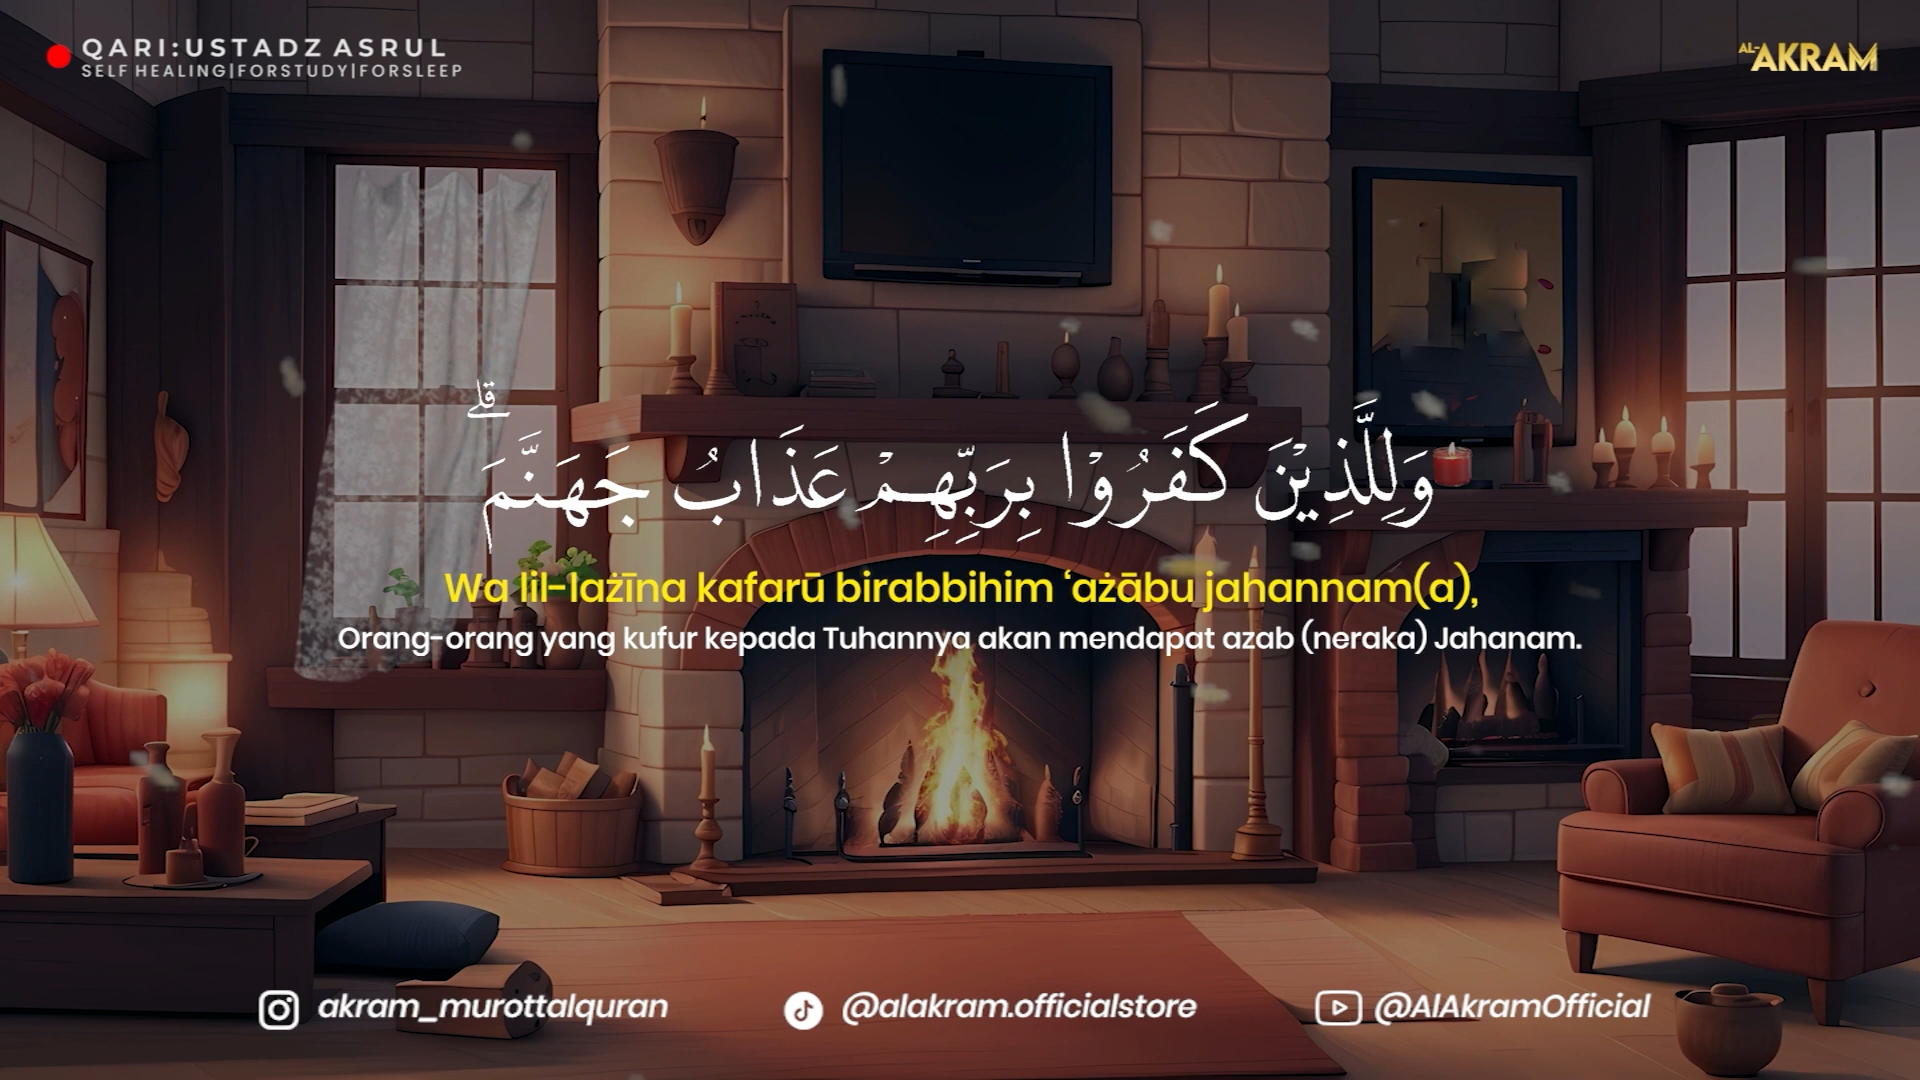 QARI:USTADZ ASRUL
SELF HEALING|FORSTUDY|FORSLEEP
AL-AKRAM
وَلِلَّذِيْنَ كَفَرُوْا بِرَبِّهِمْ عَذَابُ جَهَنَّمَۗ
Wa lil-lażīna kafarū birabbihim ‘ażābu jahannam(a),
Orang-orang yang kufur kepada Tuhannya akan mendapat azab (neraka) Jahanam.
akram_murottalquran
@alakram.officialstore
@AlAkramOfficial